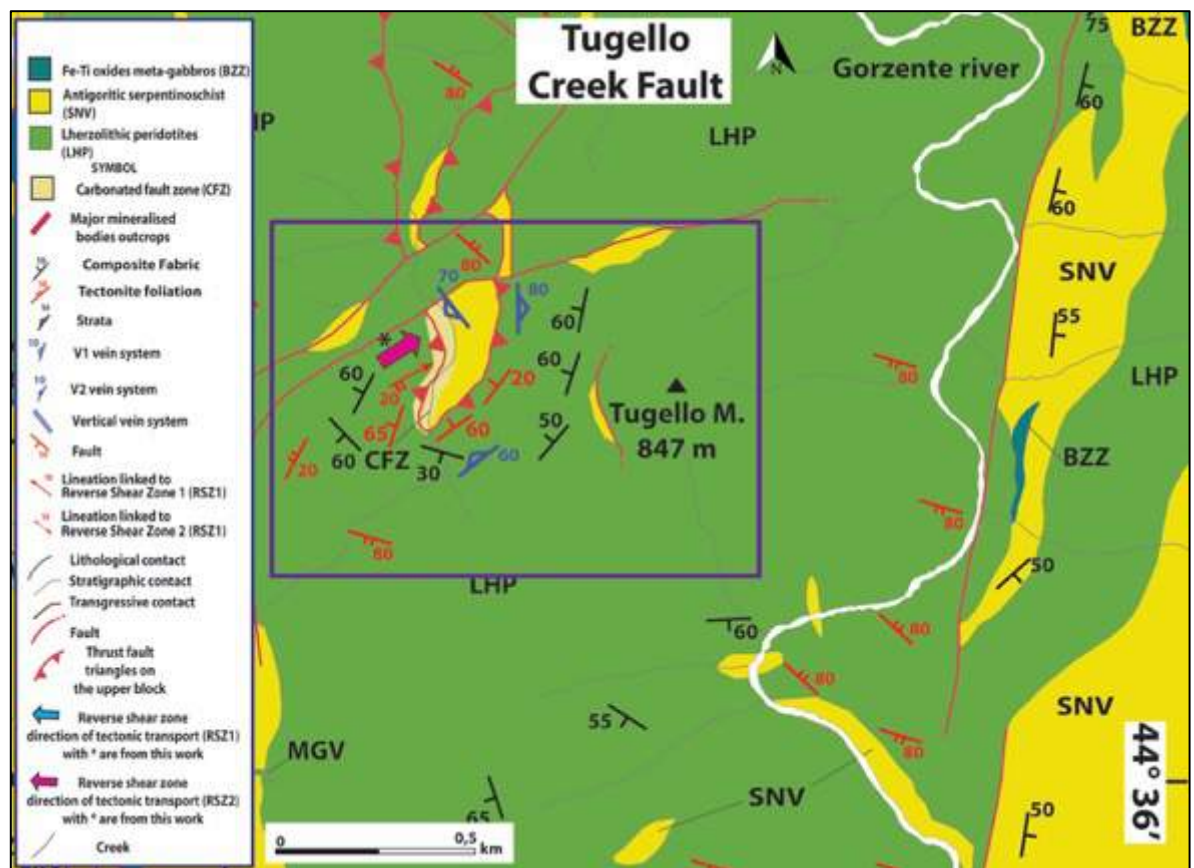 Tugello
Creek Fault
Fe-Ti oxides meta-gabbros (BZZ)
Antigoritic serpentinoschist
(SNV)
Lherzolithic peridotites
(LHP)
SYMBOL
Carbonated fault zone (CFZ)
Major mineralised
bodies outcrops
Composite Fabric
Tectonite foliation
Strata
10
V1 vein system
10
V2 vein system
Vertical vein system
Fault
Lineation linked to
Reverse Shear Zone 1 (RSZ1)
Lineation linked to
Reverse Shear Zone 2 (RSZ1)
Lithological contact
Stratigraphic contact
Transgressive contact
Fault
Thrust fault
triangles on
the upper block
Reverse shear zone
direction of tectonic transport (RSZ1)
with * are from this work
Reverse shear zone
direction of tectonic transport (RSZ2)
with * are from this work
Creek
N
Gorzente river
75
BZZ
80
60
LHP
60
SNV
80
70
80
60
55
*
60
60
20
20
80
LHP
Tugello M.
847 m
65
60
50
60
CFZ
30
60
20
BZZ
80
80
LHP
50
60
80
80
55
SNV
MGV
80
SNV
65
50
44° 36'
0
0,5
km